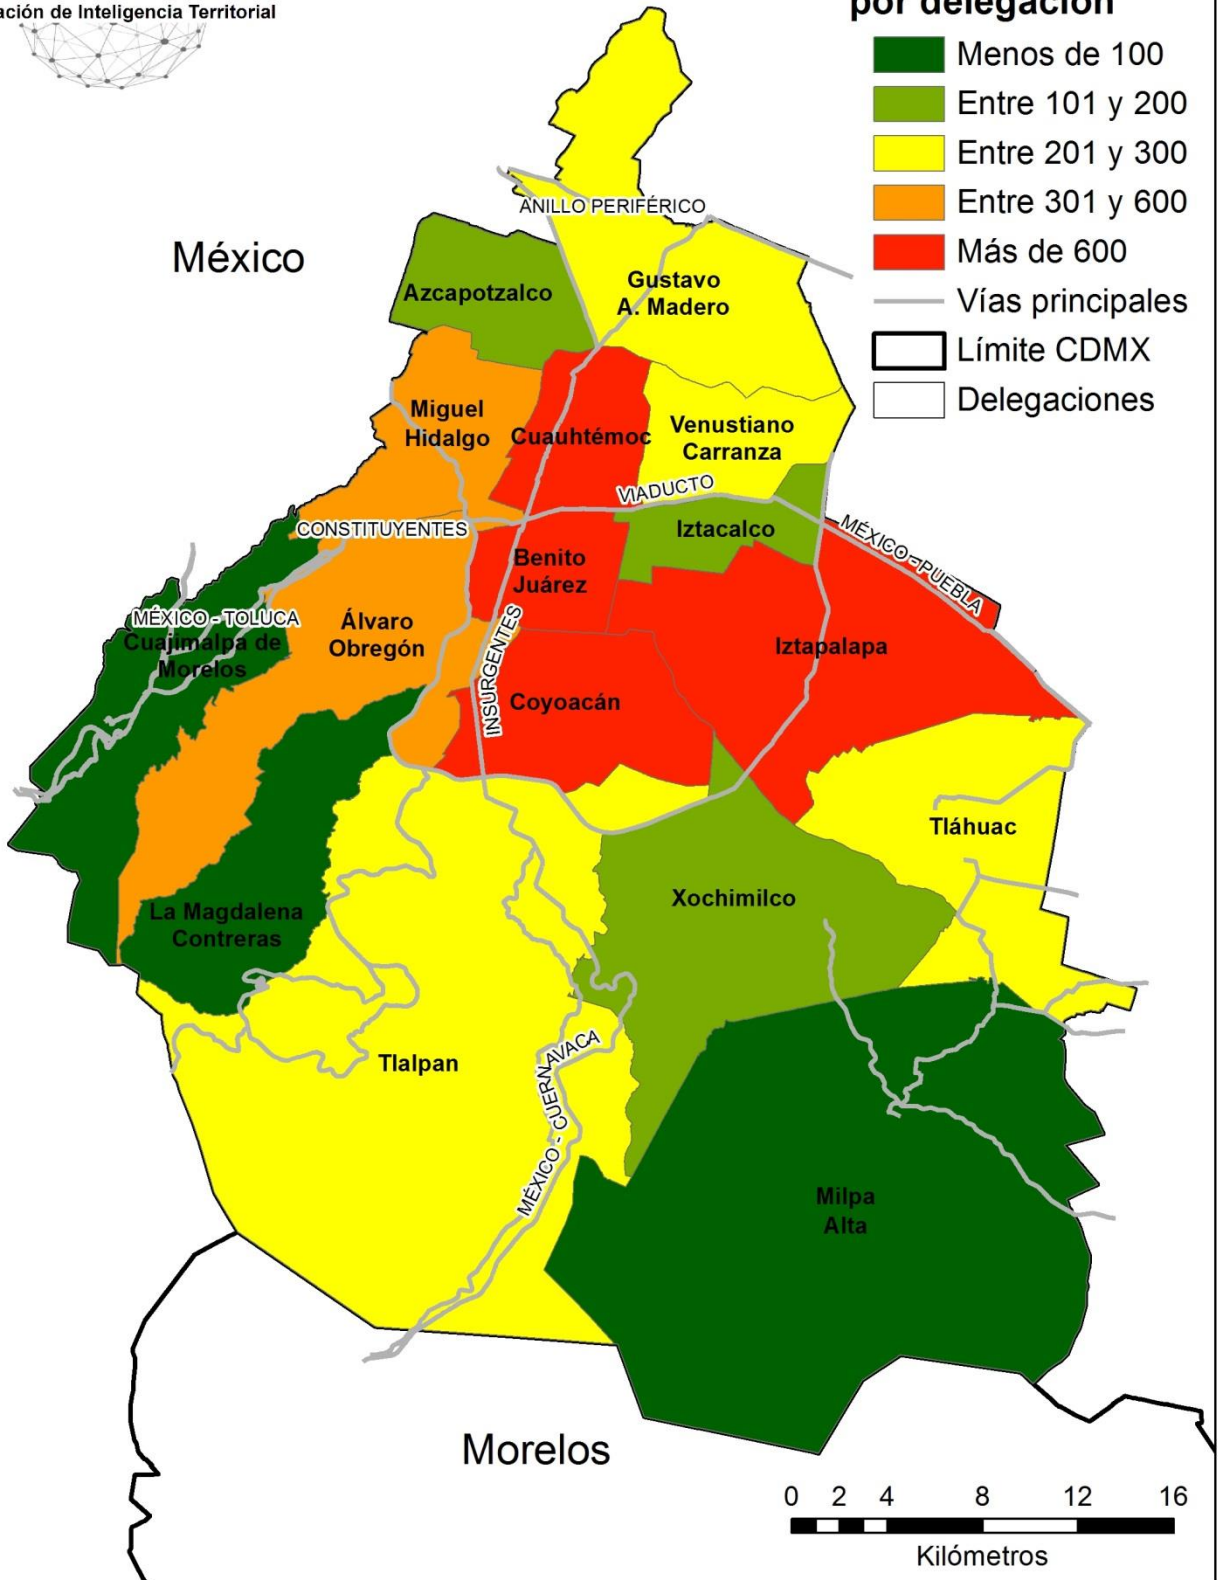 ación de Inteligencia Territorial
por delegación
Menos de 100
Entre 101 y 200
Entre 201 y 300
Entre 301 y 600
Más de 600
Vías principales
Límite CDMX
Delegaciones
México
ANILLO PERIFÉRICO
Azcapotzalco
Gustavo
A. Madero
Miguel
Hidalgo
Cuauhtémoc
Venustiano
Carranza
VIADUCTO
CONSTITUYENTES
Iztacalco
MÉXICO - PUEBLA
Benito
Juárez
MÉXICO - TOLUCA
Cuajimalpa de
Morelos
Álvaro
Obregón
INSURGENTES
Iztapalapa
Coyoacán
Tláhuac
La Magdalena
Contreras
Xochimilco
Tlalpan
MÉXICO - CUERNAVACA
Milpa
Alta
Morelos
0 2 4 8 12 16
Kilómetros